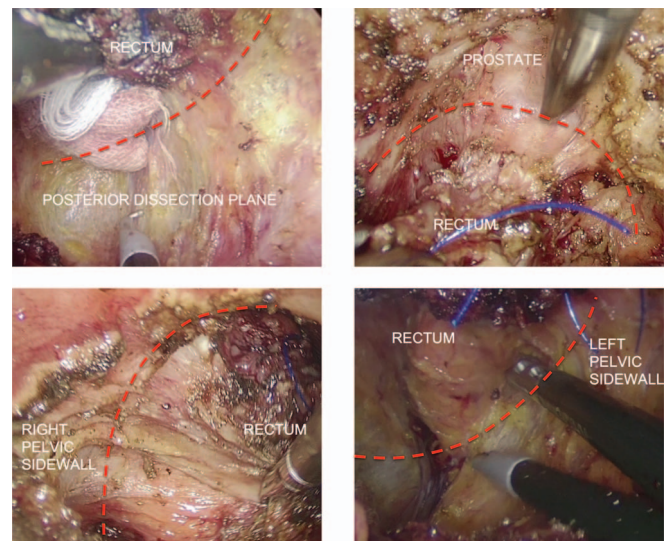 RECTUM
POSTERIOR DISSECTION PLANE
PROSTATE
RECTUM
RIGHT
PELVIC
SIDEWALL
RECTUM
RECTUM
LEFT
PELVIC
SIDEWALL